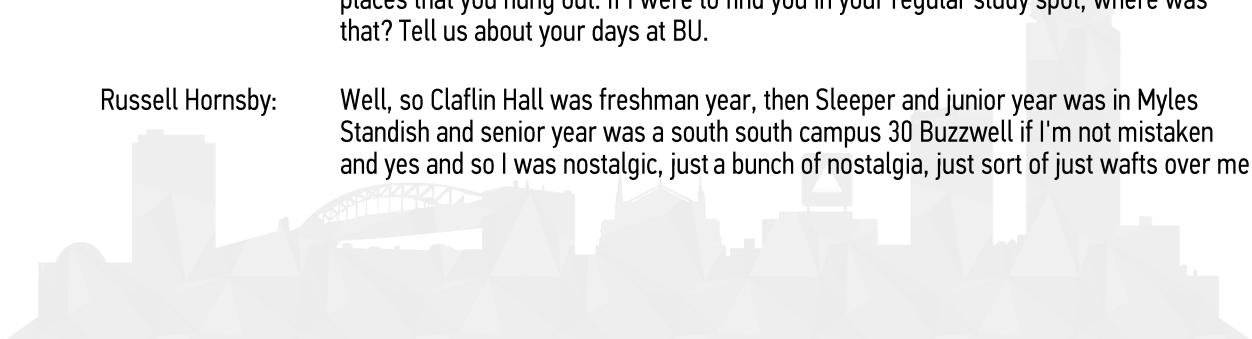 places that you hung out. If I were to find you in your regular study spot, where was
that? Tell us about your days at BU.
Russell Hornsby: Well, so Claflin Hall was freshman year, then Sleeper and junior year was in Myles
Standish and senior year was a south south campus 30 Buzzwell if I'm not mistaken
and yes and so I was nostalgic, just a bunch of nostalgia, just sort of just wafts over me